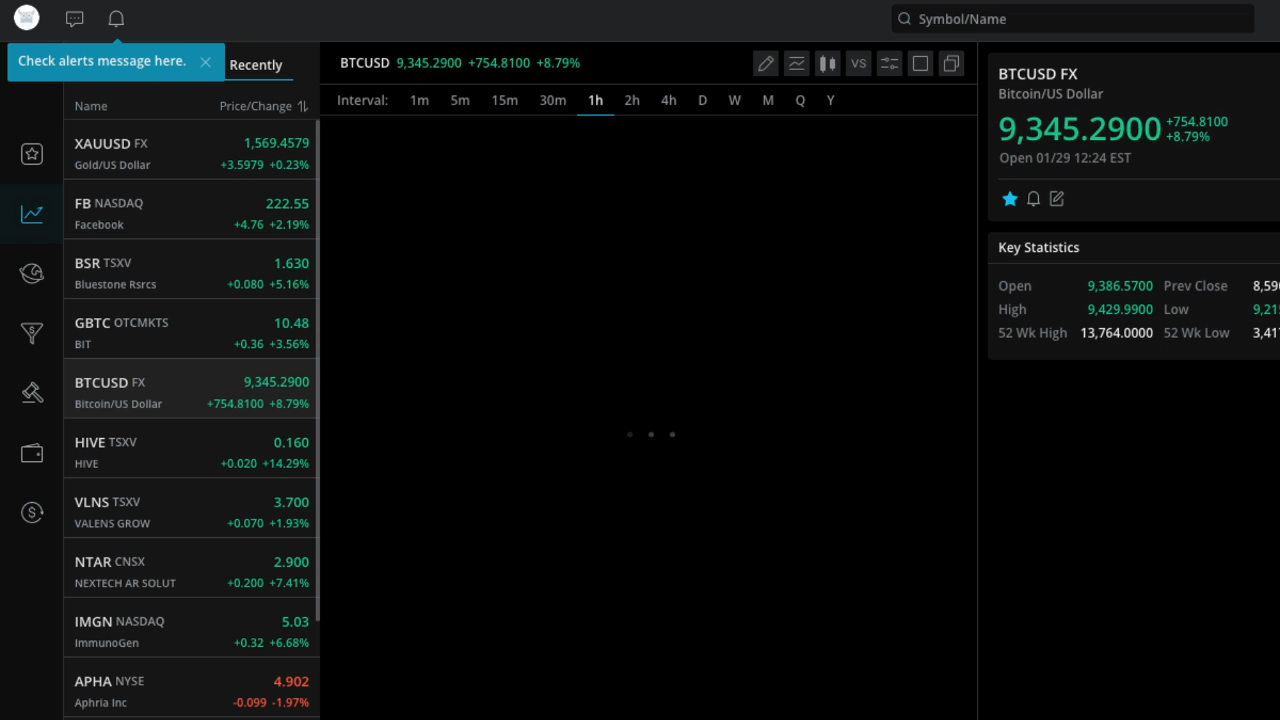 Symbol/Name
Check alerts message here.
Recently
Name Price/Change
XAUUSD FX 1,569.4579
Gold/US Dollar +3.5979 +0.23%
FB NASDAQ 222.55
Facebook +4.76 +2.19%
BSR TSXV 1.630
Bluestone Rsrcs +0.080 +5.16%
GBTC OTCMKTS 10.48
BIT +0.36 +3.56%
BTCUSD FX 9,345.2900
Bitcoin/US Dollar +754.8100 +8.79%
HIVE TSXV 0.160
HIVE +0.020 +14.29%
VLNS TSXV 3.700
VALENS GROW +0.070 +1.93%
NTAR CNSX 2.900
NEXTECH AR SOLUT +0.200 +7.41%
IMGN NASDAQ 5.03
ImmunoGen +0.32 +6.68%
APHA NYSE 4.902
Aphria Inc -0.099 -1.97%
BTCUSD 9,345.2900 +754.8100 +8.79% VS
Interval: 1m 5m 15m 30m 1h 2h 4h D W M Q Y
BTCUSD FX
Bitcoin/US Dollar
9,345.2900 +754.8100
+8.79%
Open 01/29 12:24 EST
Key Statistics
Open 9,386.5700 Prev Close 8,59
High 9,429.9900 Low 9,21
52 Wk High 13,764.0000 52 Wk Low 3,41